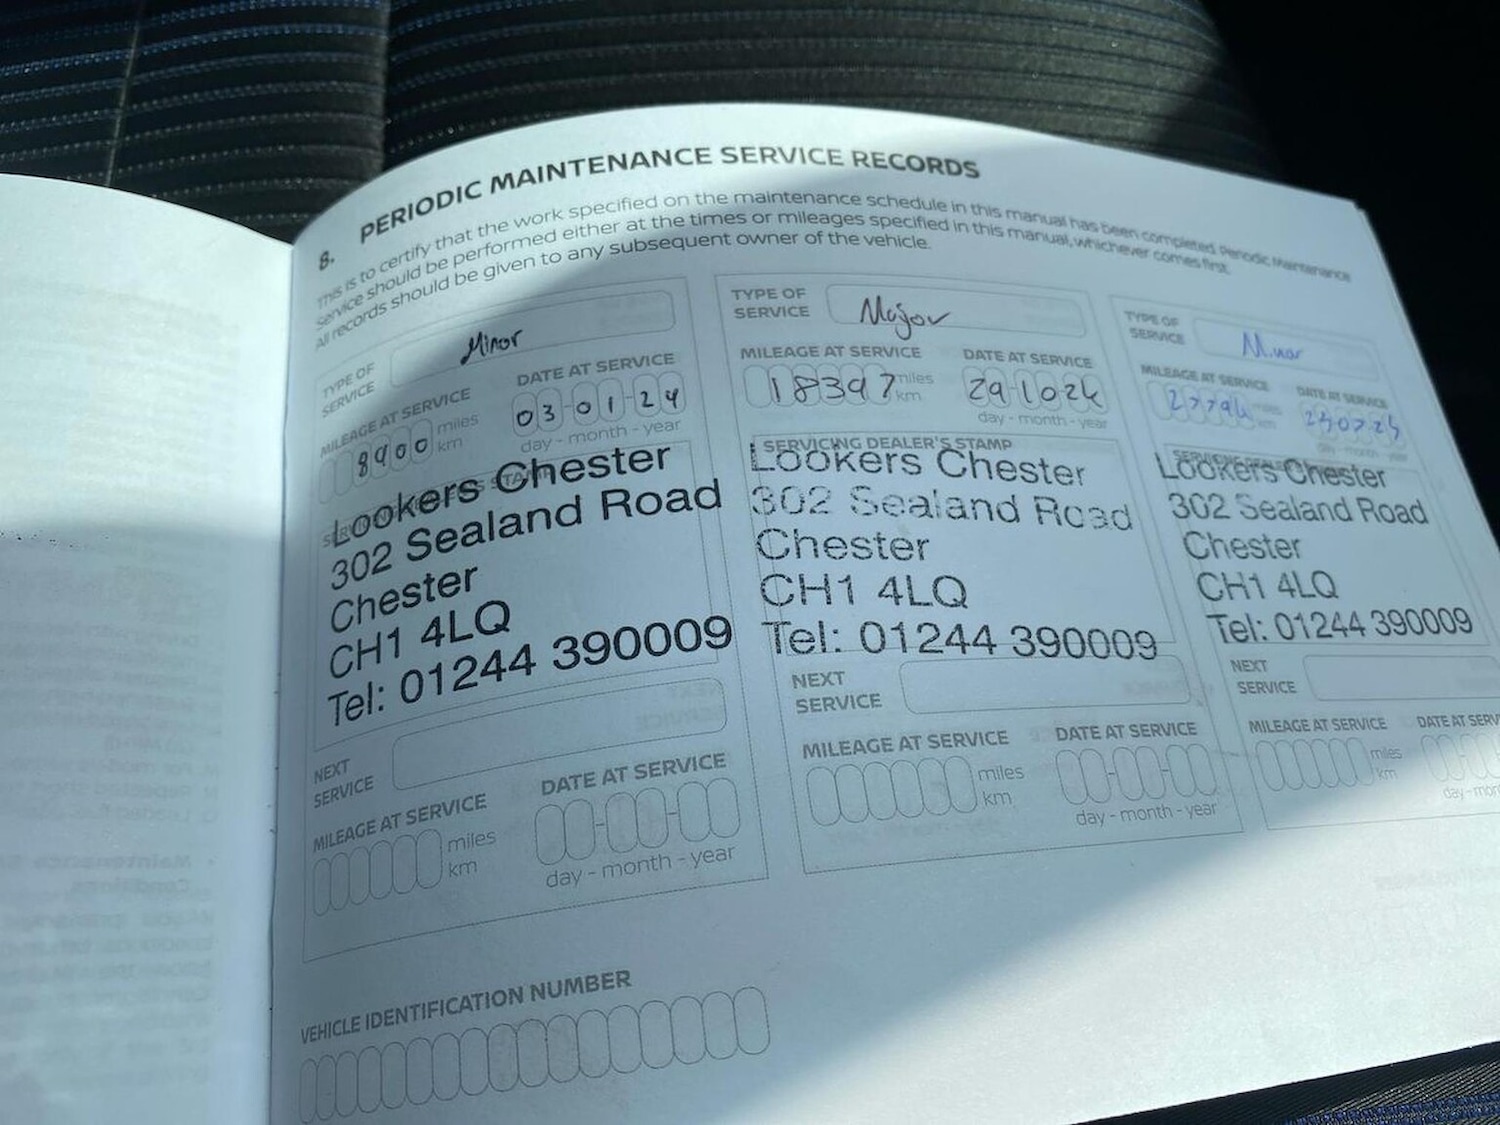 8. PERIODIC MAINTENANCE SERVICE RECORDS
This is to certify that the work specified on the maintenance schedule in this manual has been completed. Periodic Maintenance
Service should be performed either at the times or mileages specified in this manual, whichever comes first.
All records should be given to any subsequent owner of the vehicle.
TYPE OF SERVICE Minor
MILEAGE AT SERVICE DATE AT SERVICE
8900 miles km 03-01-24
day - month - year
Lookers Chester
302 Sealand Road
Chester
CH1 4LQ
Tel: 01244 390009
NEXT SERVICE
MILEAGE AT SERVICE DATE AT SERVICE
miles km
day - month - year
TYPE OF SERVICE Major
MILEAGE AT SERVICE DATE AT SERVICE
18397 miles km 29-10-24
day - month - year
SERVICING DEALER'S STAMP
Lookers Chester
302 Sealand Road
Chester
CH1 4LQ
Tel: 01244 390009
NEXT SERVICE
MILEAGE AT SERVICE DATE AT SERVICE
miles km
day - month - year
TYPE OF SERVICE Minor
MILEAGE AT SERVICE DATE AT SERVICE
miles km
day - month - year
Lookers Chester
302 Sealand Road
Chester
CH1 4LQ
Tel: 01244 390009
NEXT SERVICE
MILEAGE AT SERVICE DATE AT
miles km
VEHICLE IDENTIFICATION NUMBER